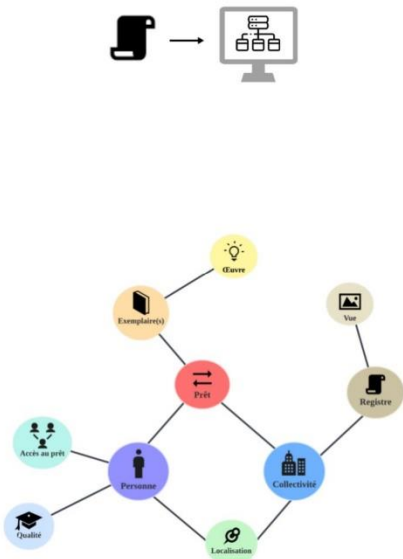 Œuvre
Exemplaire(s)
Vue
Prêt
Registre
Accès au prêt
Personne
Collectivité
Qualité
Localisation